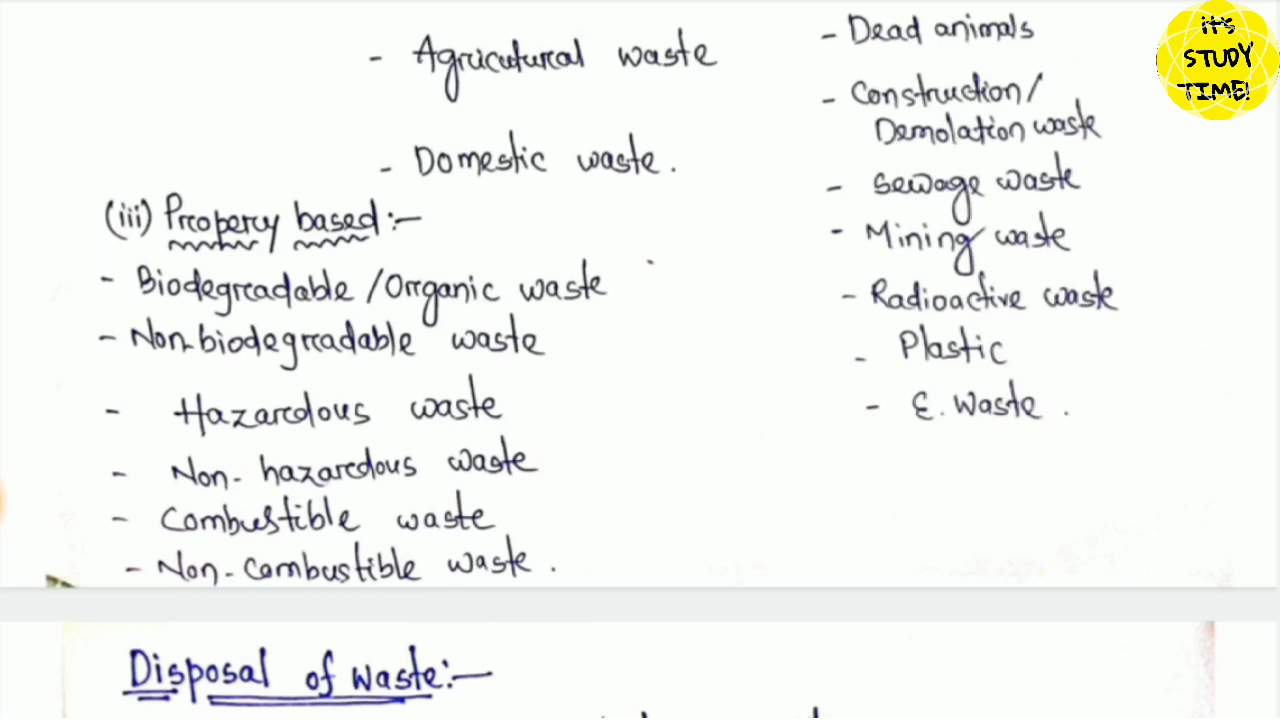 - Agricutural waste
- Domestic waste.
(iii) Propercy based:-
- Biodegradable/Organic waste
- Non-biodegradable waste
- Hazardous waste
- Non-hazardous waste
- Combustible waste
- Non-combustible waste.
- Dead animals
- Construction/
Demolation waste
- Sewage waste
- Mining waste
- Radioactive waste
- Plastic
- E. Waste.
It's
STUDY
TIME!
Disposal of waste:-